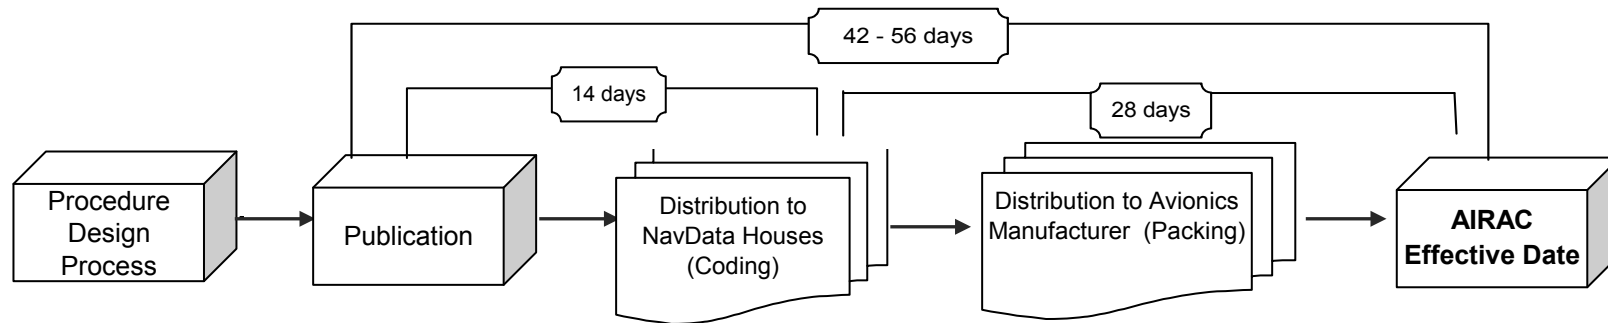 42 - 56 days
14 days
28 days
Procedure
Design
Process
Publication
Distribution to
NavData Houses
(Coding)
Distribution to Avionics
Manufacturer (Packing)
AIRAC
Effective Date